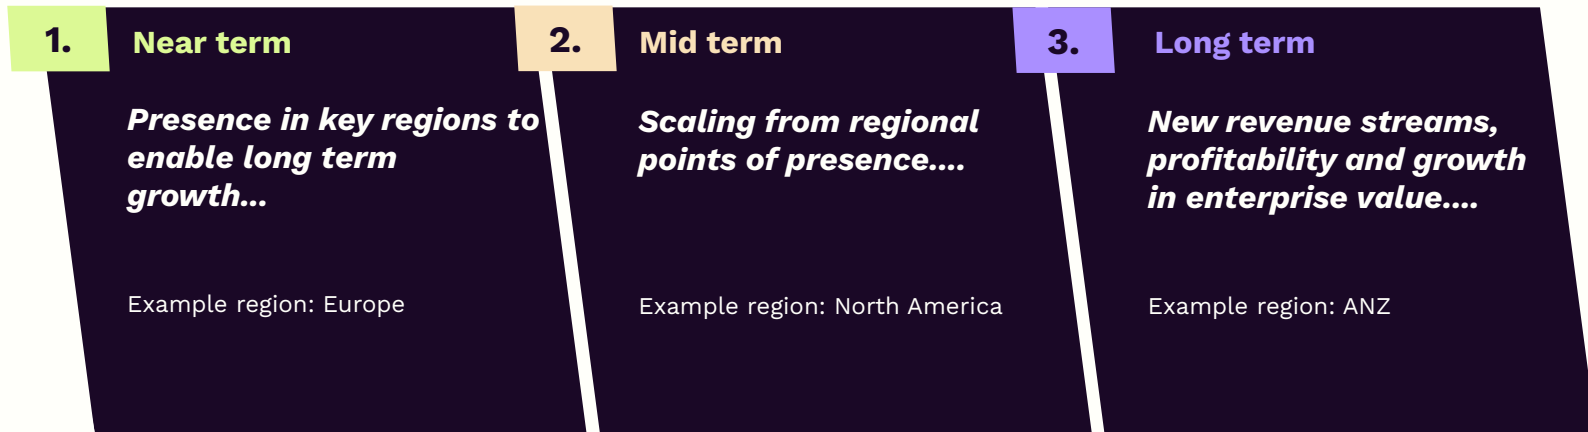 1.
Near term
Presence in key regions to
enable long term
growth...
Example region: Europe
2.
Mid term
Scaling from regional
points of presence....
Example region: North America
3.
Long term
New revenue streams,
profitability and growth
in enterprise value....
Example region: ANZ